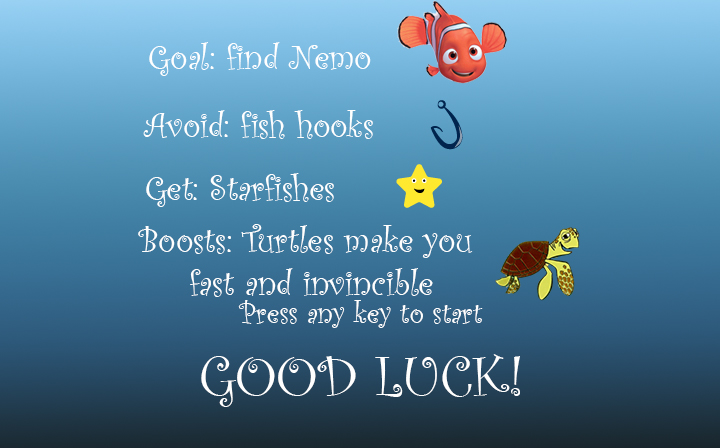 Goal: find Nemo
Avoid: fish hooks
Get: Starfishes
Boosts: Turtles make you
fast and invincible
Press any key to start
GOOD LUCK!